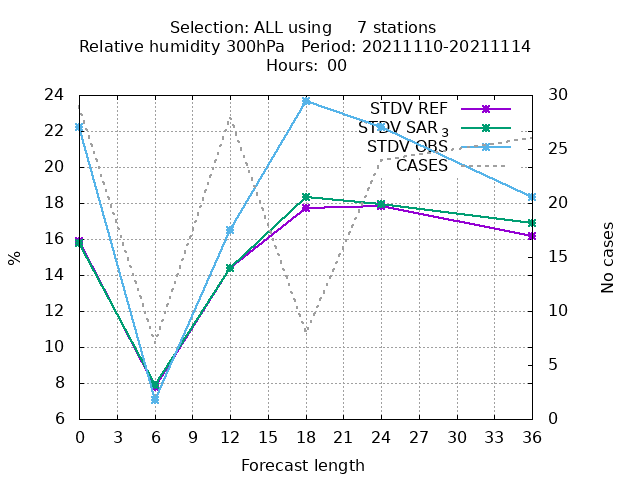 Selection: ALL using 7 stations
Relative humidity 300hPa Period: 20211110-20211114
Hours: 00
24 30
STDV REF
22 STDV SAR 3
25
STDV OBS
20 CASES
18 20
16
% 15 No cases
14
12 10
10
5
8
6 0
0 3 6 9 12 15 18 21 24 27 30 33 36
Forecast length